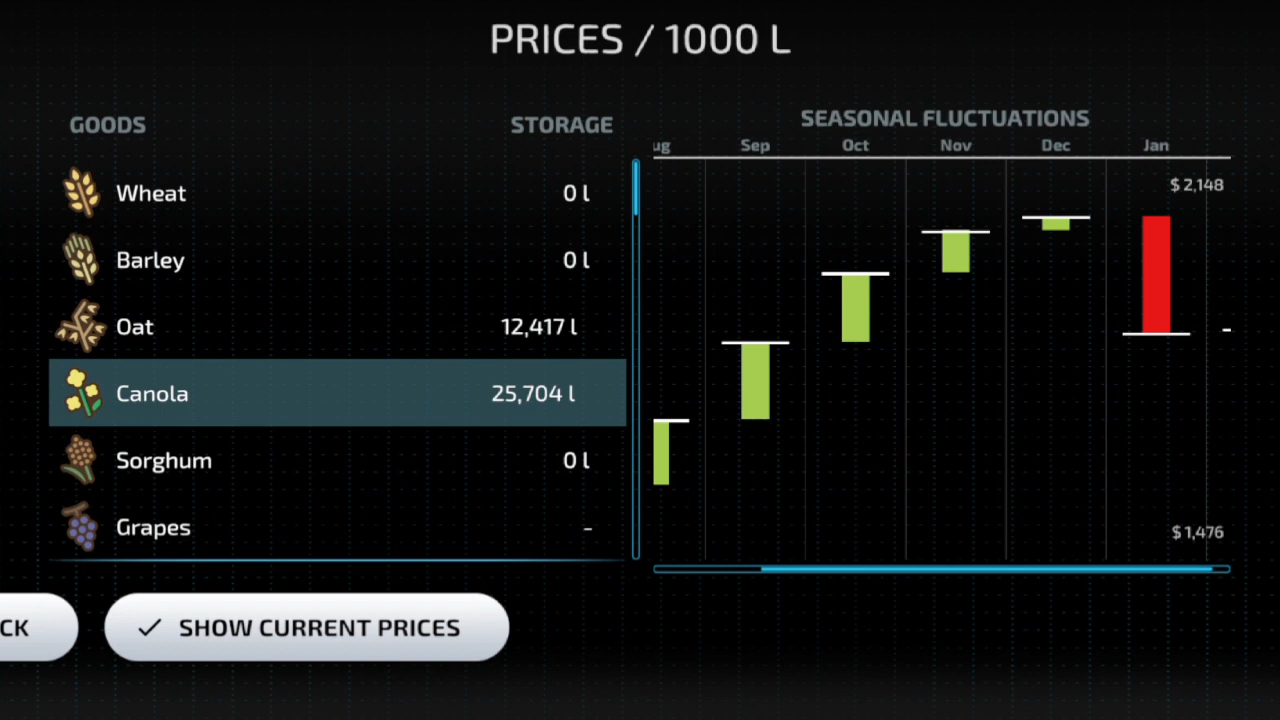 PRICES / 1000 L
GOODS STORAGE
SEASONAL FLUCTUATIONS
ug Sep Oct Nov Dec Jan
$ 2,148
Wheat 0 l
Barley 0 l
Oat 12,417 l
Canola 25,704 l
Sorghum 0 l
Grapes -
$ 1,476
CK
SHOW CURRENT PRICES